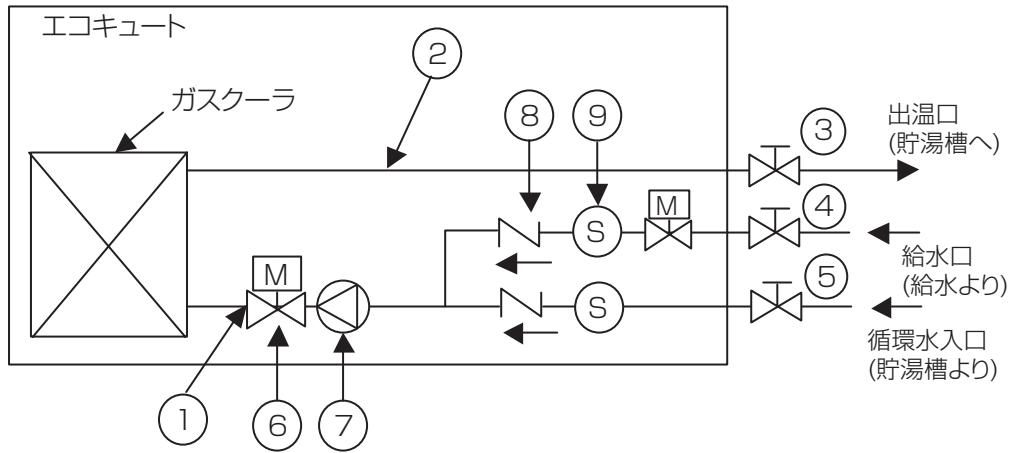 エコキュート
②
ガスクーラ
⑧
⑨
③
出温口
(貯湯槽へ)
M
④
S
給水口
(給水より)
M
⑤
S
循環水入口
(貯湯槽より)
①
⑥
⑦